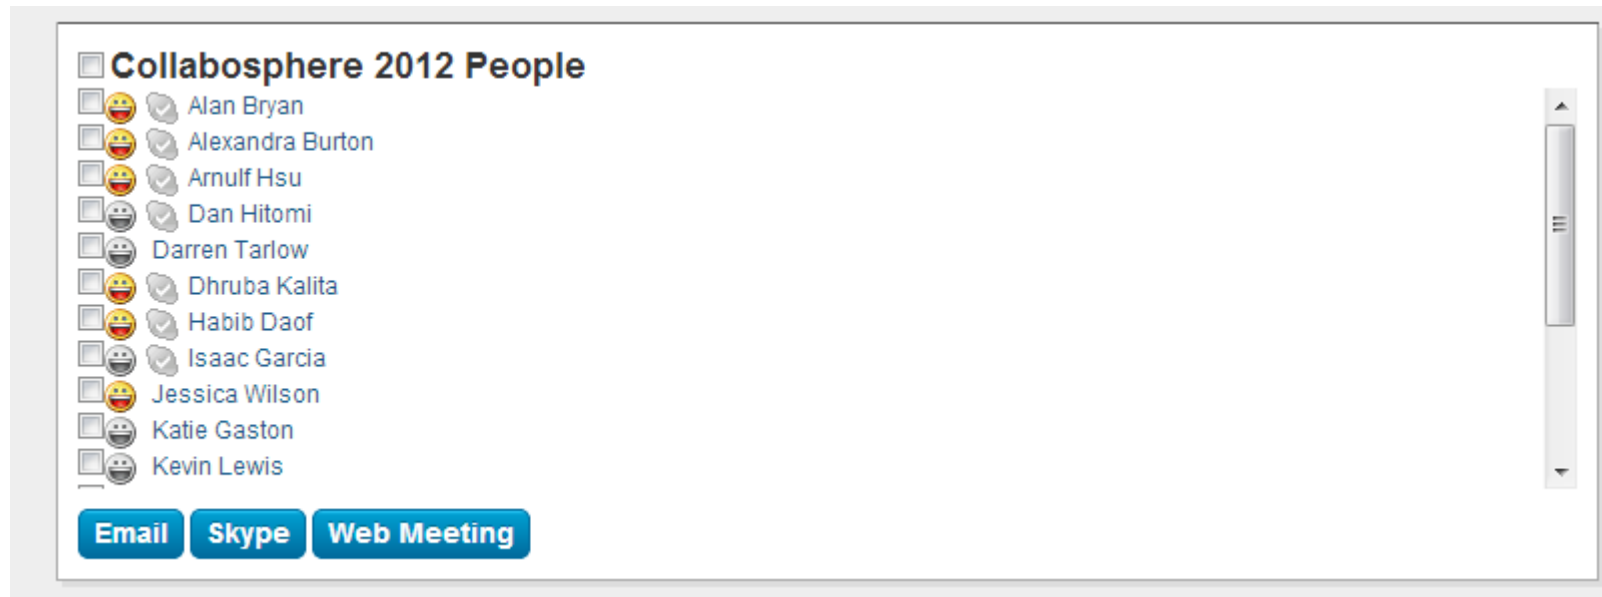 Collabosphere 2012 People
Alan Bryan
Alexandra Burton
Arnulf Hsu
Dan Hitomi
Darren Tarlow
Dhruba Kalita
Habib Daof
Isaac Garcia
Jessica Wilson
Katie Gaston
Kevin Lewis
Email Skype Web Meeting